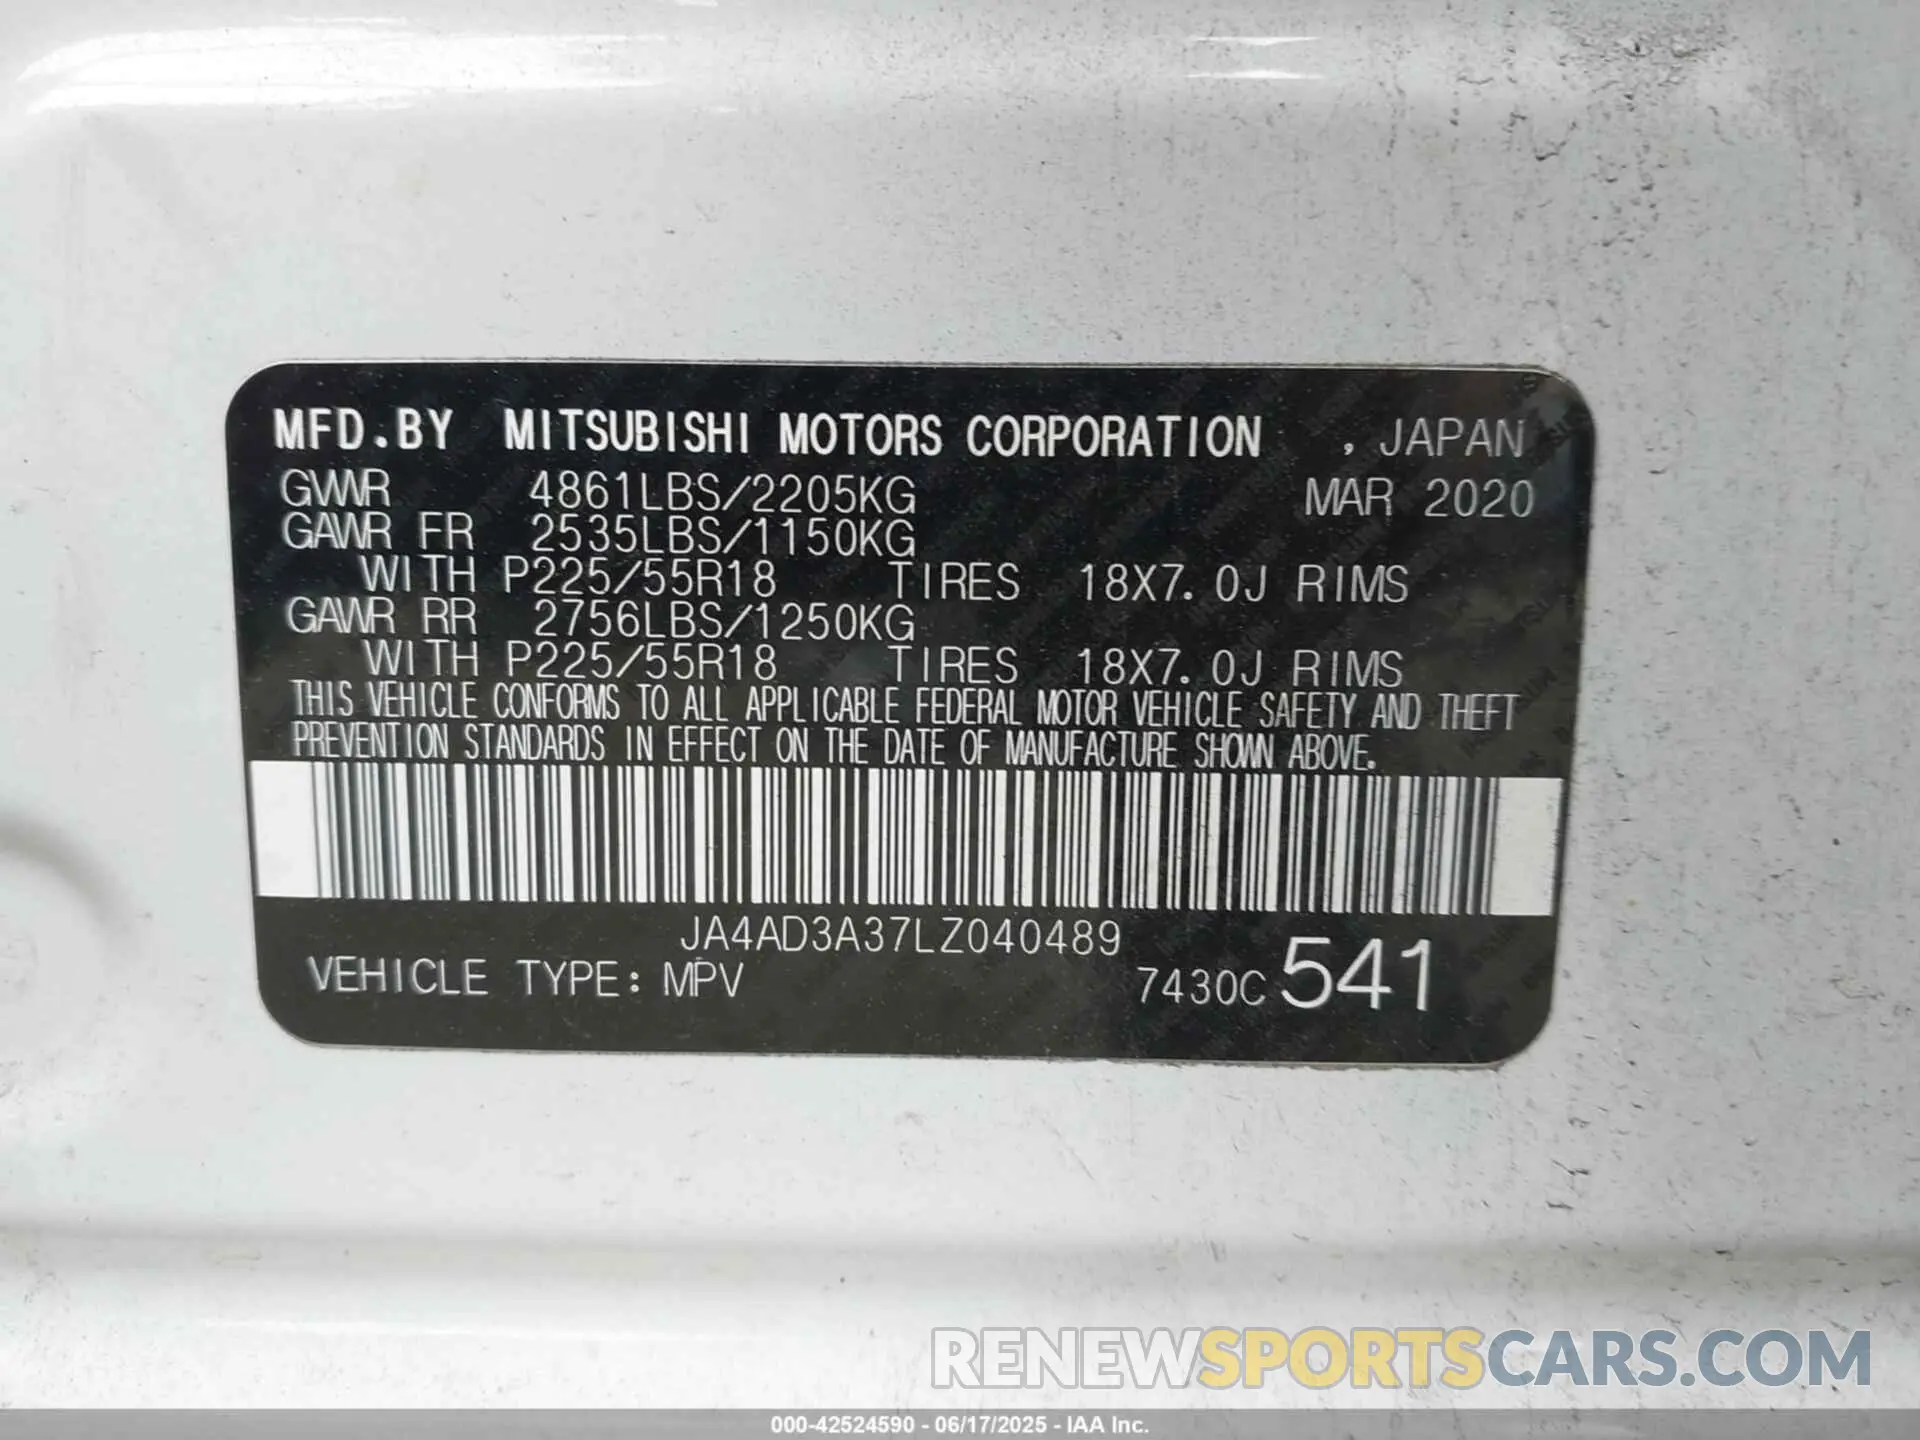 MFD.BY MITSUBISHI MOTORS CORPORATION , JAPAN
GVWR 4861LBS/2205KG MAR 2020
GAWR FR 2535LBS/1150KG
WITH P225/55R18 TIRES 18X7.0J RIMS
GAWR RR 2756LBS/1250KG
WITH P225/55R18 TIRES 18X7.0J RIMS
THIS VEHICLE CONFORMS TO ALL APPLICABLE FEDERAL MOTOR VEHICLE SAFETY AND THEFT
PREVENTION STANDARDS IN EFFECT ON THE DATE OF MANUFACTURE SHOWN ABOVE.
JA4AD3A37LZ040489
VEHICLE TYPE: MPV 7430C 541
RENEWSPORTSCARS.COM
000-42524590 - 06/17/2025 - IAA Inc.